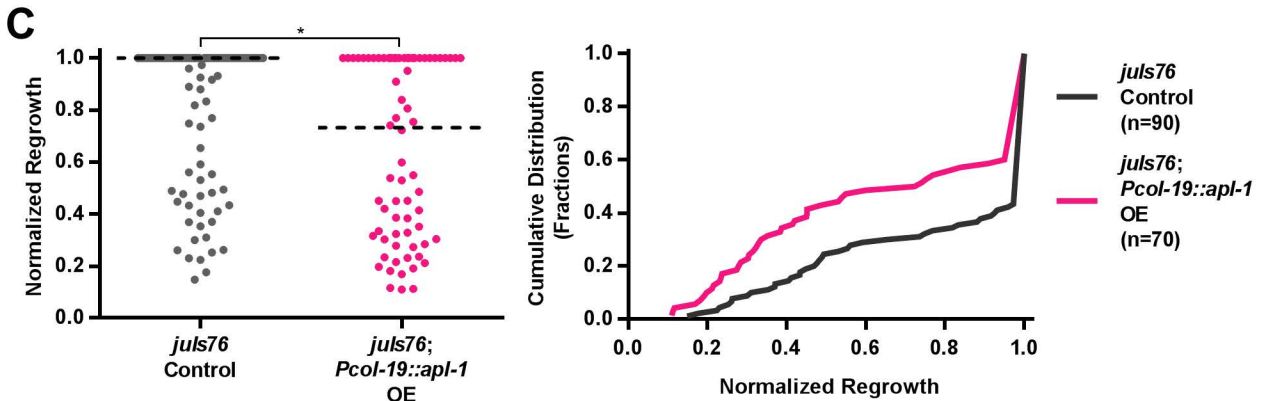 C
*
Normalized Regrowth
1.0
0.8
0.6
0.4
0.2
0.0
juIs76
Control
juIs76;
Pcol-19::apl-1
OE
Cumulative Distribution
(Fractions)
1.0
0.8
0.6
0.4
0.2
0.0
0.0 0.2 0.4 0.6 0.8 1.0
Normalized Regrowth
juIs76
Control
(n=90)
juIs76;
Pcol-19::apl-1
OE
(n=70)